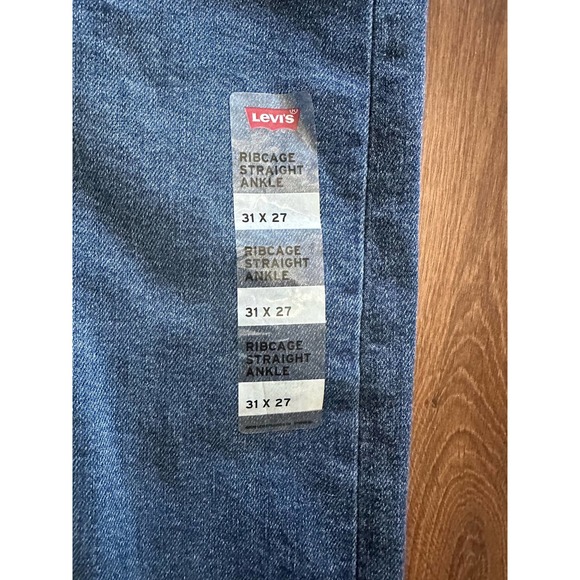 LEVI'S
RIBCAGE
STRAIGHT
ANKLE
31 X 27
RIBCAGE
STRAIGHT
ANKLE
31 X 27
RIBCAGE
STRAIGHT
ANKLE
31 X 27